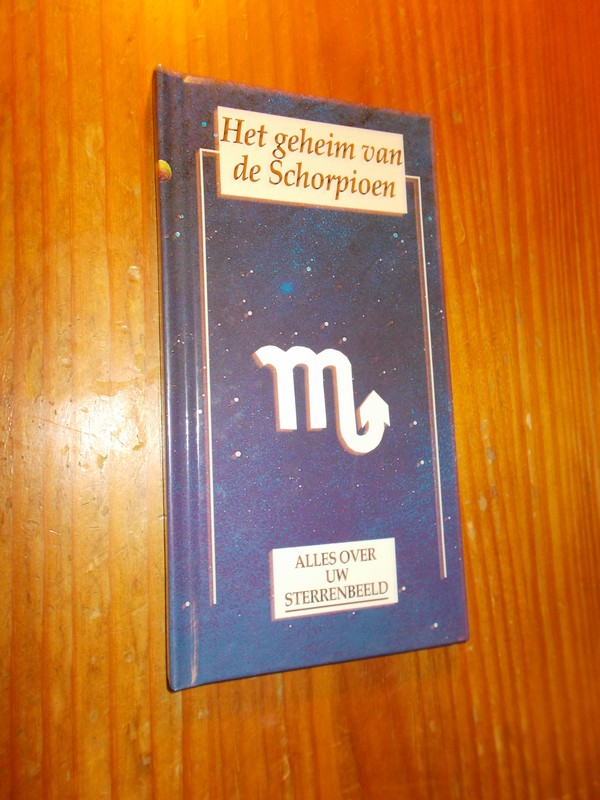 Het geheim van
de Schorpioen
ALLES OVER
UW
STERRENBEELD